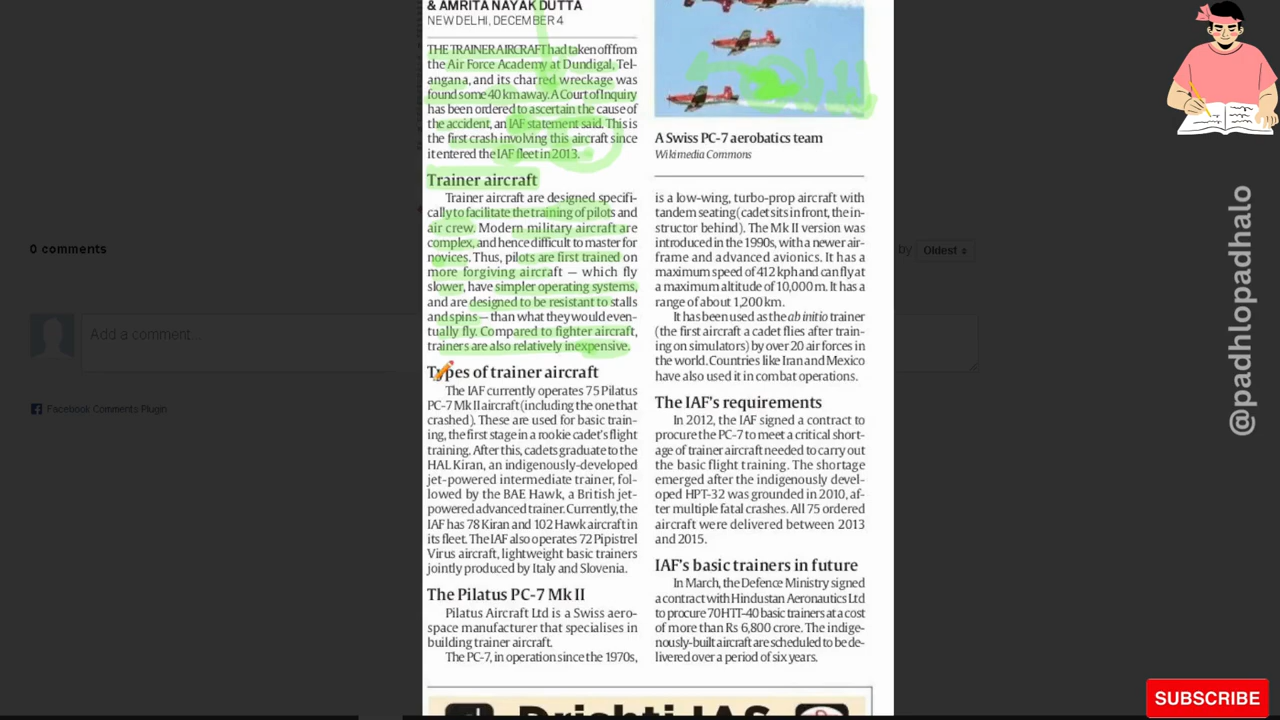 & AMRITA NAYAK DUTTA
NEW DELHI, DECEMBER 4
THE TRAINER AIRCRAFT had taken off from
the Air Force Academy at Dundigal, Tel-
angana, and its charred wreckage was
found some 40 km away. A Court of Inquiry
has been ordered to ascertain the cause of
the accident, an IAF statement said. This is
the first crash involving this aircraft since
it entered the IAF fleet in 2013.
Trainer aircraft
Trainer aircraft are designed specifi-
cally to facilitate the training of pilots and
air crew. Modern military aircraft are
complex, and hence difficult to master for
novices. Thus, pilots are first trained on
more forgiving aircraft — which fly
slower, have simpler operating systems,
and are designed to be resistant to stalls
and spins — than what they would even-
tually fly. Compared to fighter aircraft,
trainers are also relatively inexpensive.
Types of trainer aircraft
The IAF currently operates 75 Pilatus
PC-7 Mk II aircraft (including the one that
crashed). These are used for basic train-
ing, the first stage in a rookie cadet's flight
training. After this, cadets graduate to the
HAL Kiran, an indigenously-developed
jet-powered intermediate trainer, fol-
lowed by the BAE Hawk, a British jet-
powered advanced trainer. Currently, the
IAF has 78 Kiran and 102 Hawk aircraft in
its fleet. The IAF also operates 72 Pipistrel
Virus aircraft, lightweight basic trainers
jointly produced by Italy and Slovenia.
The Pilatus PC-7 Mk II
Pilatus Aircraft Ltd is a Swiss aero-
space manufacturer that specialises in
building trainer aircraft.
The PC-7, in operation since the 1970s,
A Swiss PC-7 aerobatics team
Wikimedia Commons
is a low-wing, turbo-prop aircraft with
tandem seating (cadet sits in front, the in-
structor behind). The Mk II version was
introduced in the 1990s, with a newer air-
frame and advanced avionics. It has a
maximum speed of 412 kph and can fly at
a maximum altitude of 10,000 m. It has a
range of about 1,200 km.
It has been used as the ab initio trainer
(the first aircraft a cadet flies after train-
ing on simulators) by over 20 air forces in
the world. Countries like Iran and Mexico
have also used it in combat operations.
The IAF's requirements
In 2012, the IAF signed a contract to
procure the PC-7 to meet a critical short-
age of trainer aircraft needed to carry out
the basic flight training. The shortage
emerged after the indigenously devel-
oped HPT-32 was grounded in 2010, af-
ter multiple fatal crashes. All 75 ordered
aircraft were delivered between 2013
and 2015.
IAF's basic trainers in future
In March, the Defence Ministry signed
a contract with Hindustan Aeronautics Ltd
to procure 70 HTT-40 basic trainers at a cost
of more than Rs 6,800 crore. The indige-
nously-built aircraft are scheduled to be de-
livered over a period of six years.
Drishti IAS
0 comments
by Oldest
Add a comment...
Facebook Comments Plugin
@padhlopadhalo
SUBSCRIBE